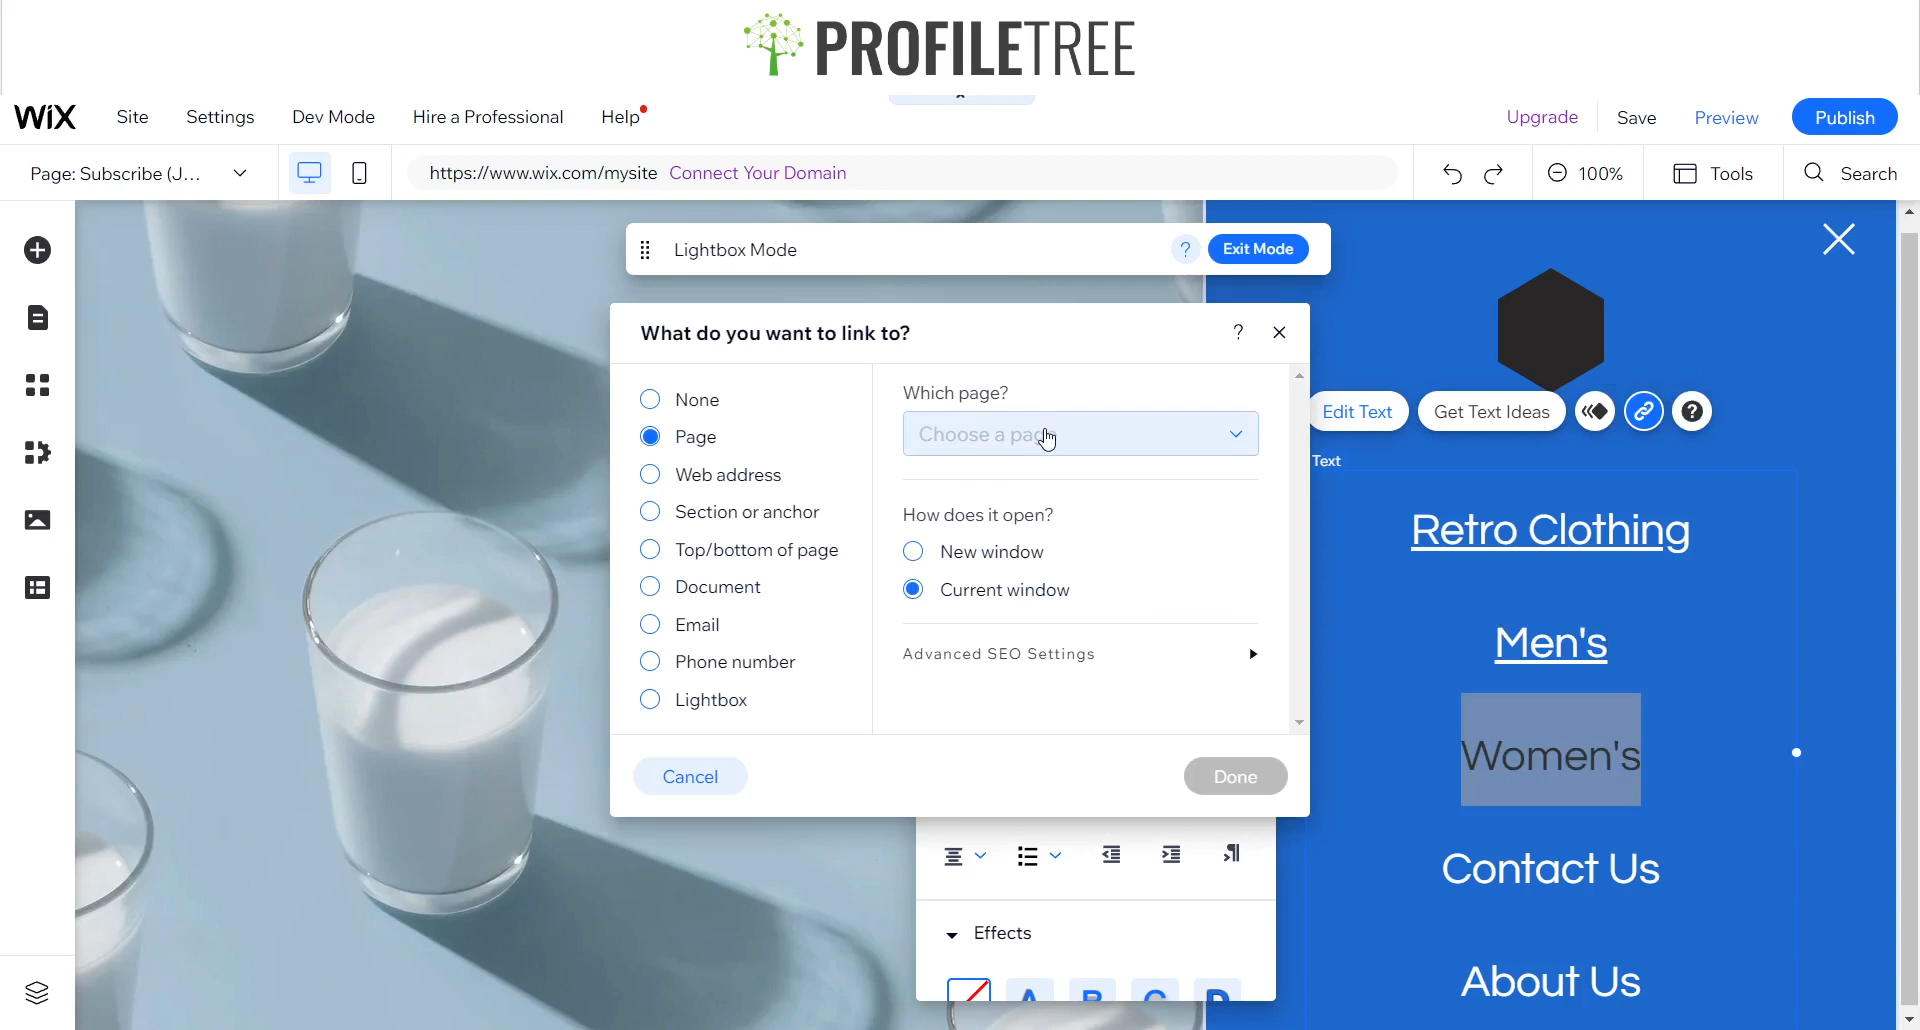 PROFILETREE
WiX Site Settings Dev Mode Hire a Professional Help Upgrade Save Preview Publish
Page: Subscribe (J... https://www.wix.com/mysite Connect Your Domain 100% Tools Search
Lightbox Mode ? Exit Mode
What do you want to link to? ?
None
Page
Web address
Section or anchor
Top/bottom of page
Document
Email
Phone number
Lightbox
Which page?
Choose a page
How does it open?
New window
Current window
Advanced SEO Settings
Cancel Done
Effects
A B C D
Edit Text Get Text Ideas ?
Text
Retro Clothing
Men's
Women's
Contact Us
About Us